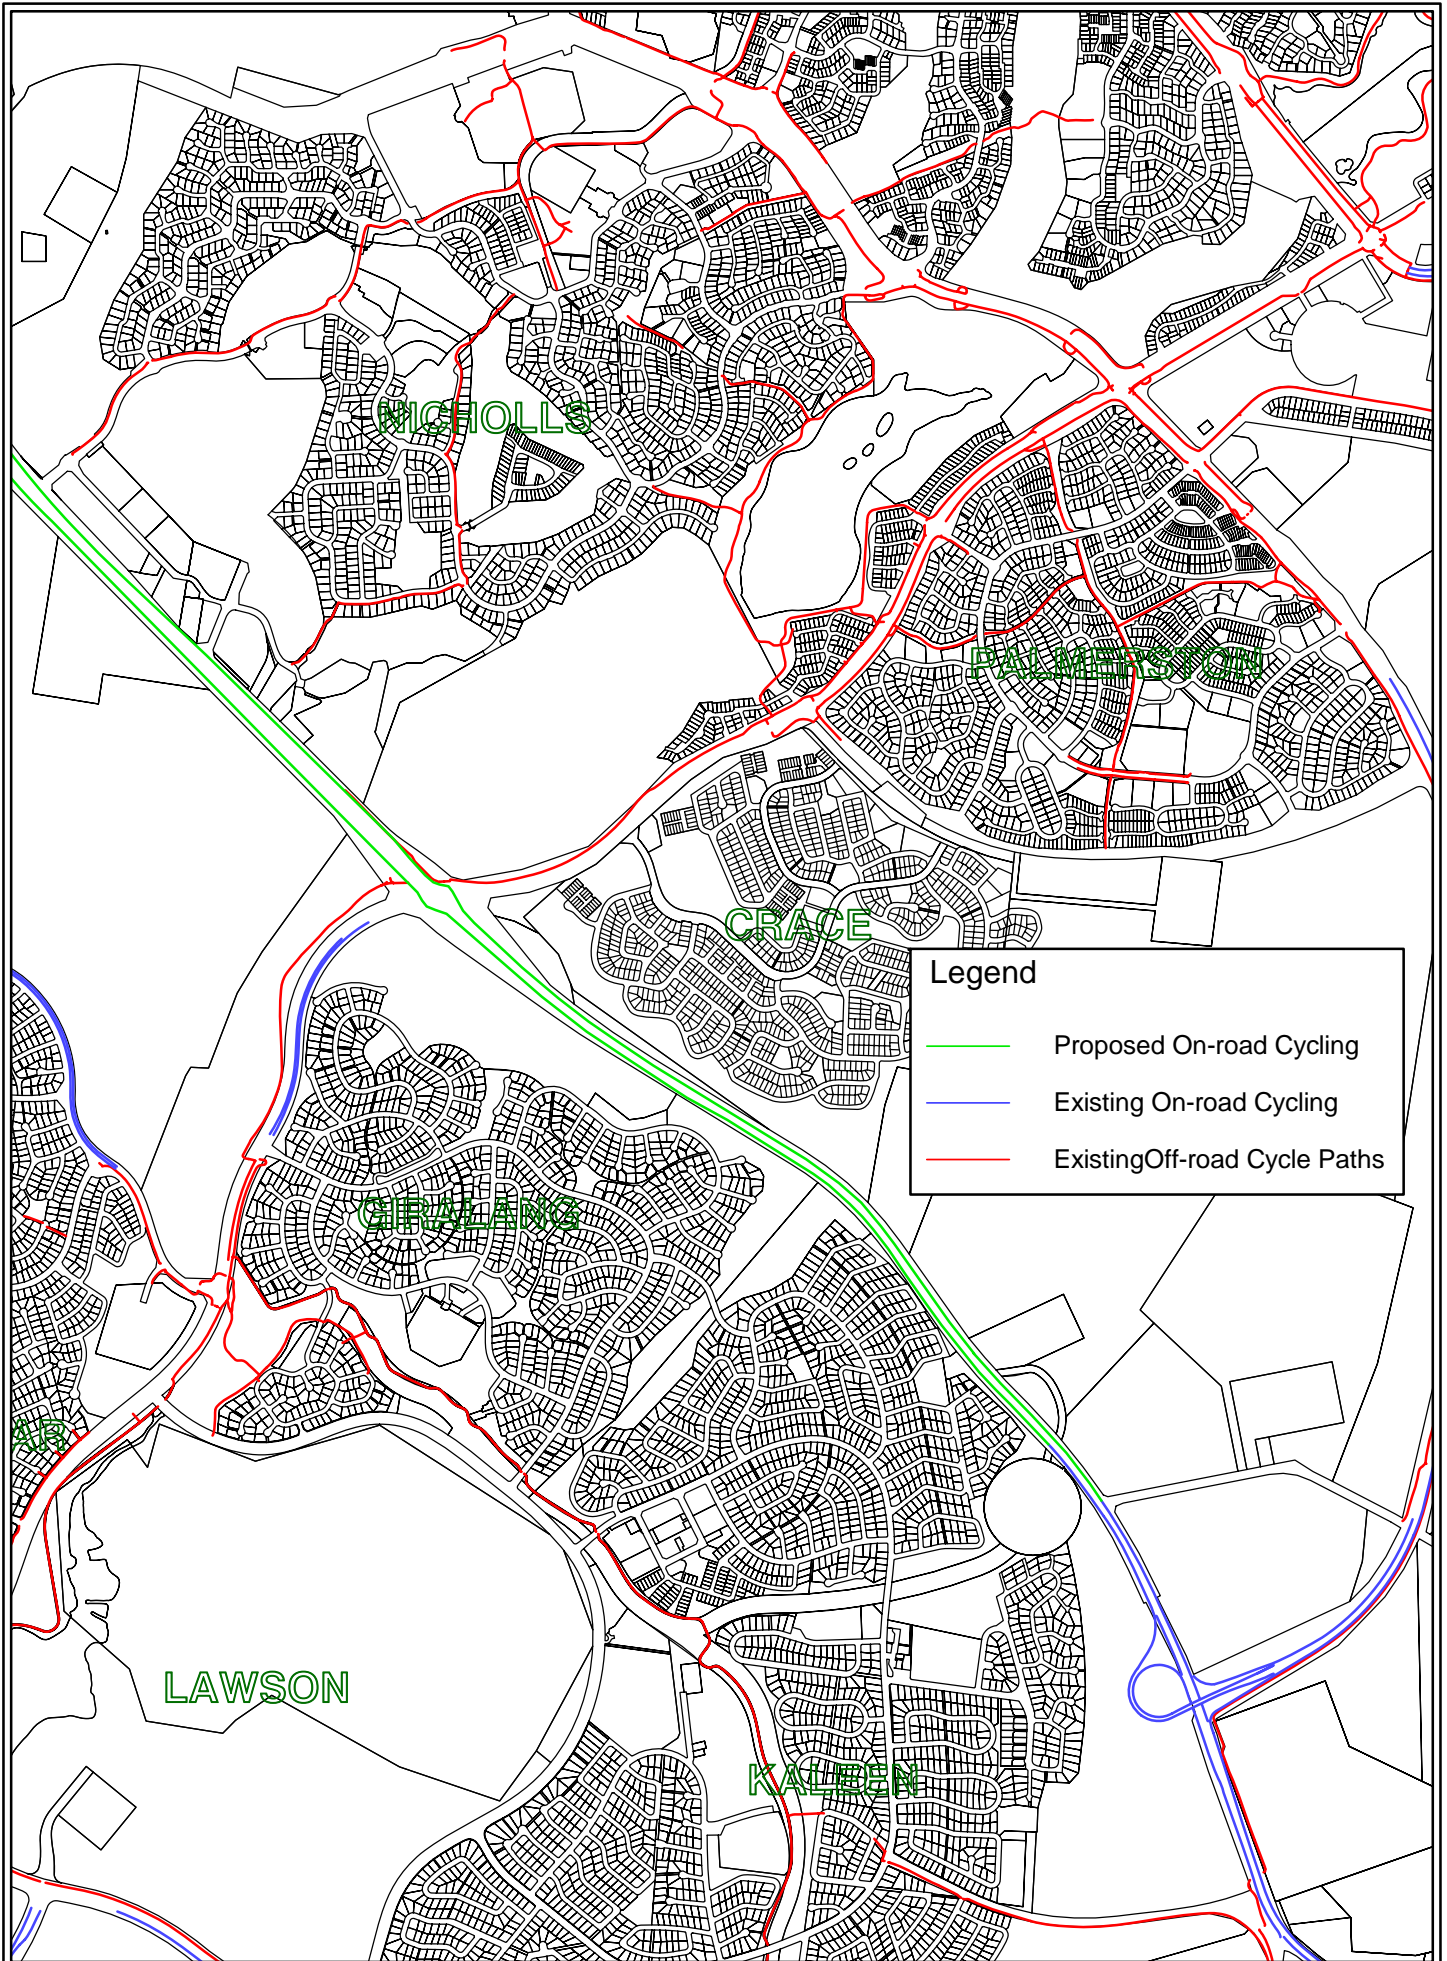 NICHOLLS
PALMERSTON
CRACE
Legend
Proposed On-road Cycling
Existing On-road Cycling
ExistingOff-road Cycle Paths
GIRALANG
AR
LAWSON
KALEEN